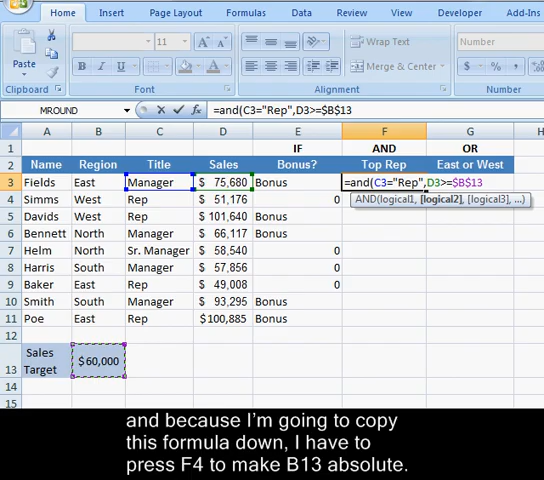 Home Insert Page Layout Formulas Data Review View Developer Add-Ins
Paste
11 A A Wrap Text Number
B I U A Merge & Center $ % ,
Clipboard Font Alignment Number
MROUND fx =and(C3="Rep",D3>=$B$13
A B C D E F G H
1 IF AND OR
2 Name Region Title Sales Bonus? Top Rep East or West
3 Fields East Manager $ 75,680 Bonus =and(C3="Rep",D3>=$B$13
4 Simms West Rep $ 51,176 0 AND(logical1, [logical2], [logical3], ...)
5 Davids West Rep $ 101,640 Bonus
6 Bennett North Manager $ 66,117 Bonus
7 Helm North Sr. Manager $ 58,540 0
8 Harris South Manager $ 57,856 0
9 Baker East Rep $ 49,008 0
10 Smith South Manager $ 93,295 Bonus
11 Poe East Rep $100,885 Bonus
12
Sales
13 Target $60,000
14
15
and because I'm going to copy
this formula down, I have to
press F4 to make B13 absolute.